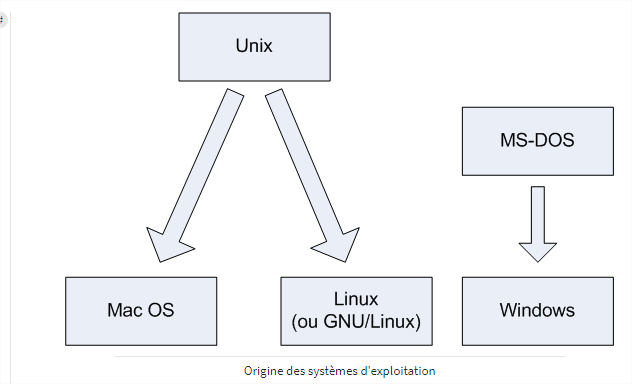 Unix
MS-DOS
Mac OS
Linux
(ou GNU/Linux)
Windows
Origine des systèmes d'exploitation